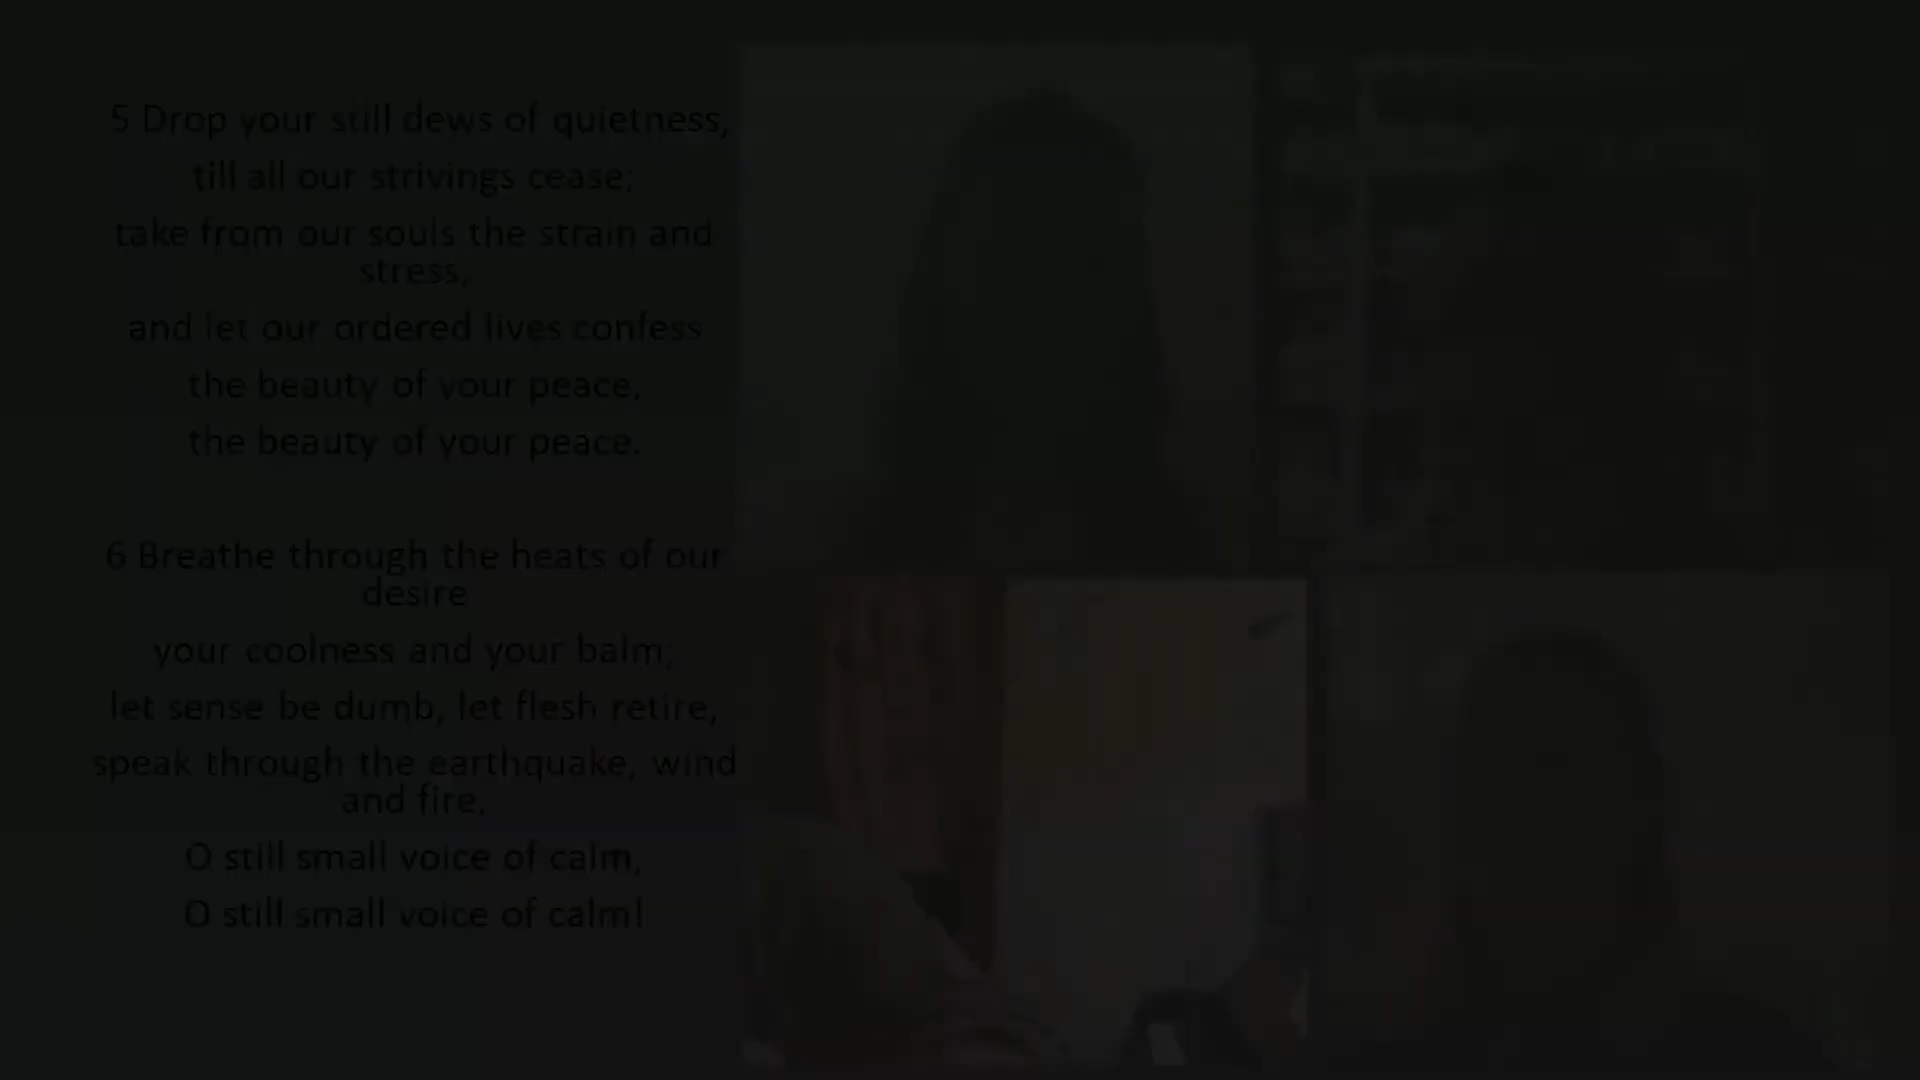 5 Drop your still dews of quietness,
till all our strivings cease;
take from our souls the strain and
stress,
and let our ordered lives confess
the beauty of your peace,
the beauty of your peace.
6 Breathe through the heats of our
desire
your coolness and your balm;
let sense be dumb, let flesh retire,
speak through the earthquake, wind
and fire,
O still small voice of calm,
O still small voice of calm!